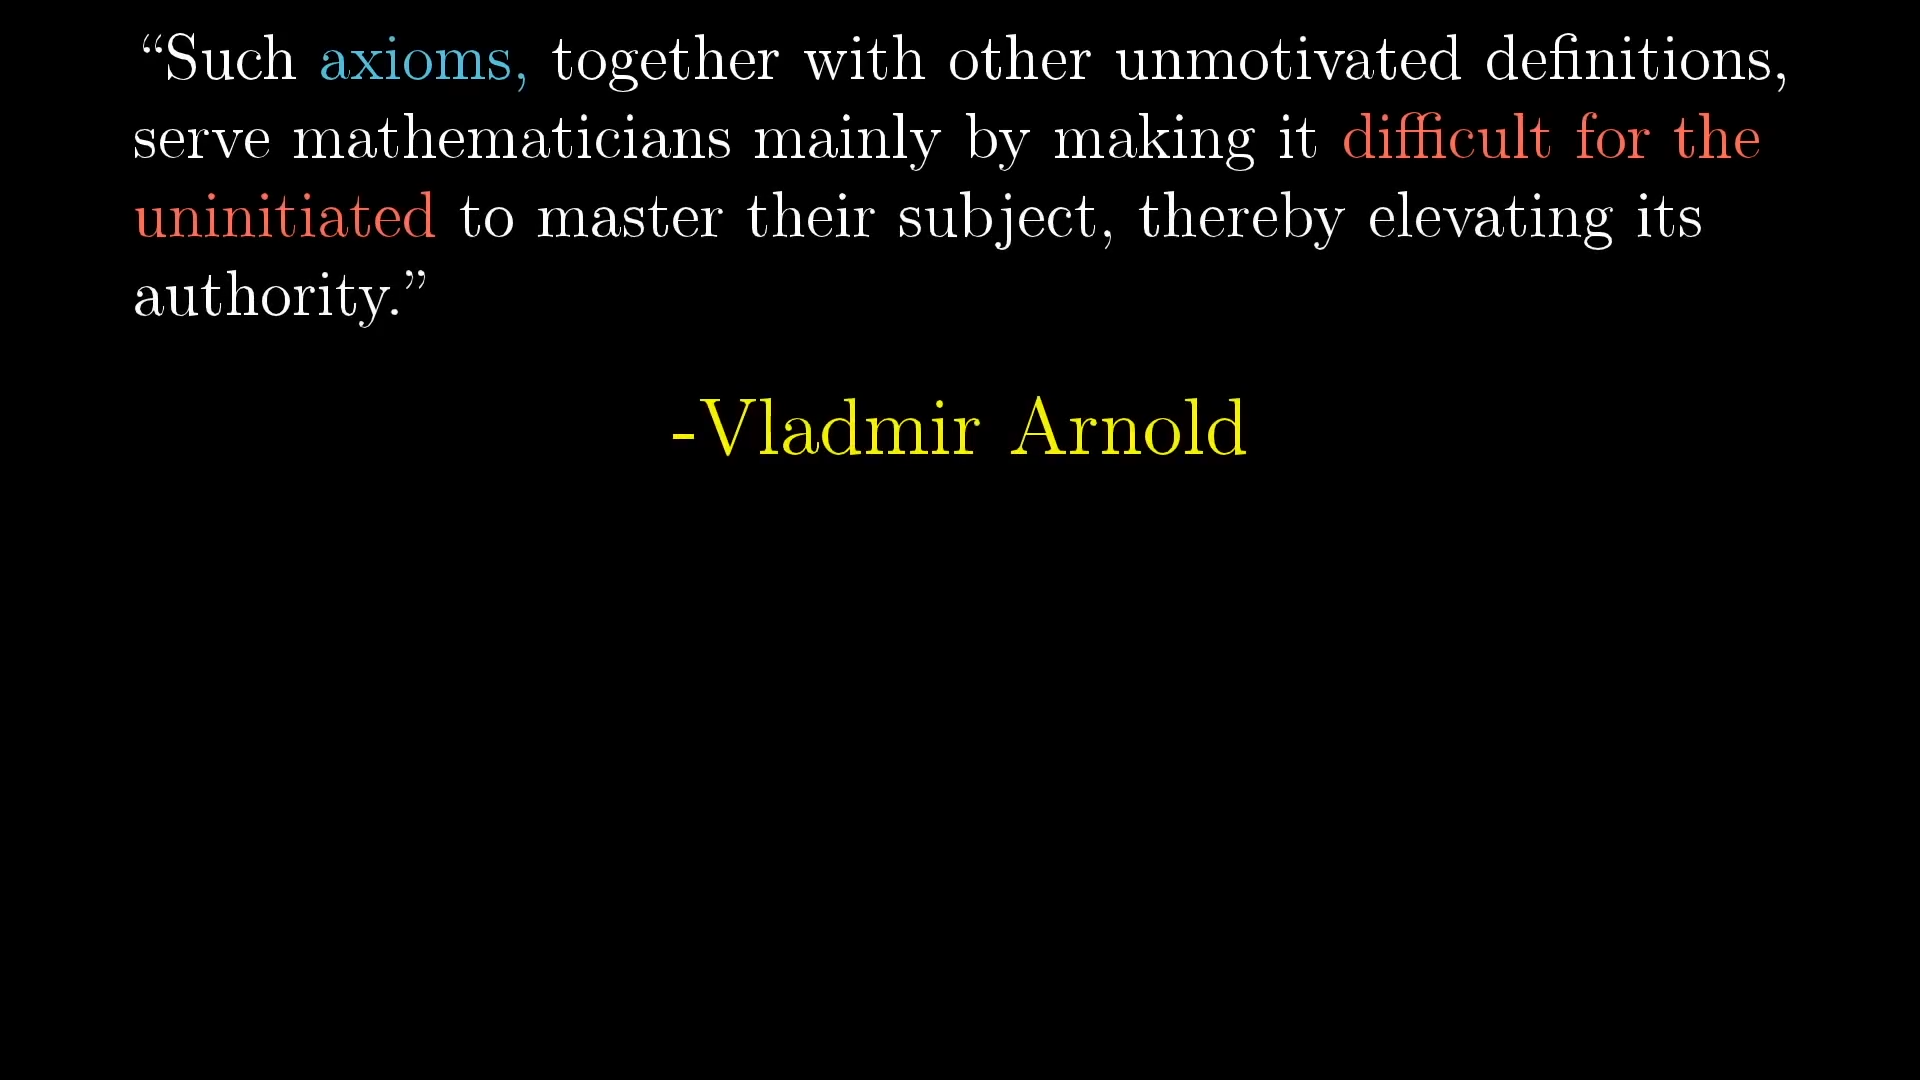 “Such axioms, together with other unmotivated definitions,
serve mathematicians mainly by making it difficult for the
uninitiated to master their subject, thereby elevating its
authority.”
-Vladmir Arnold